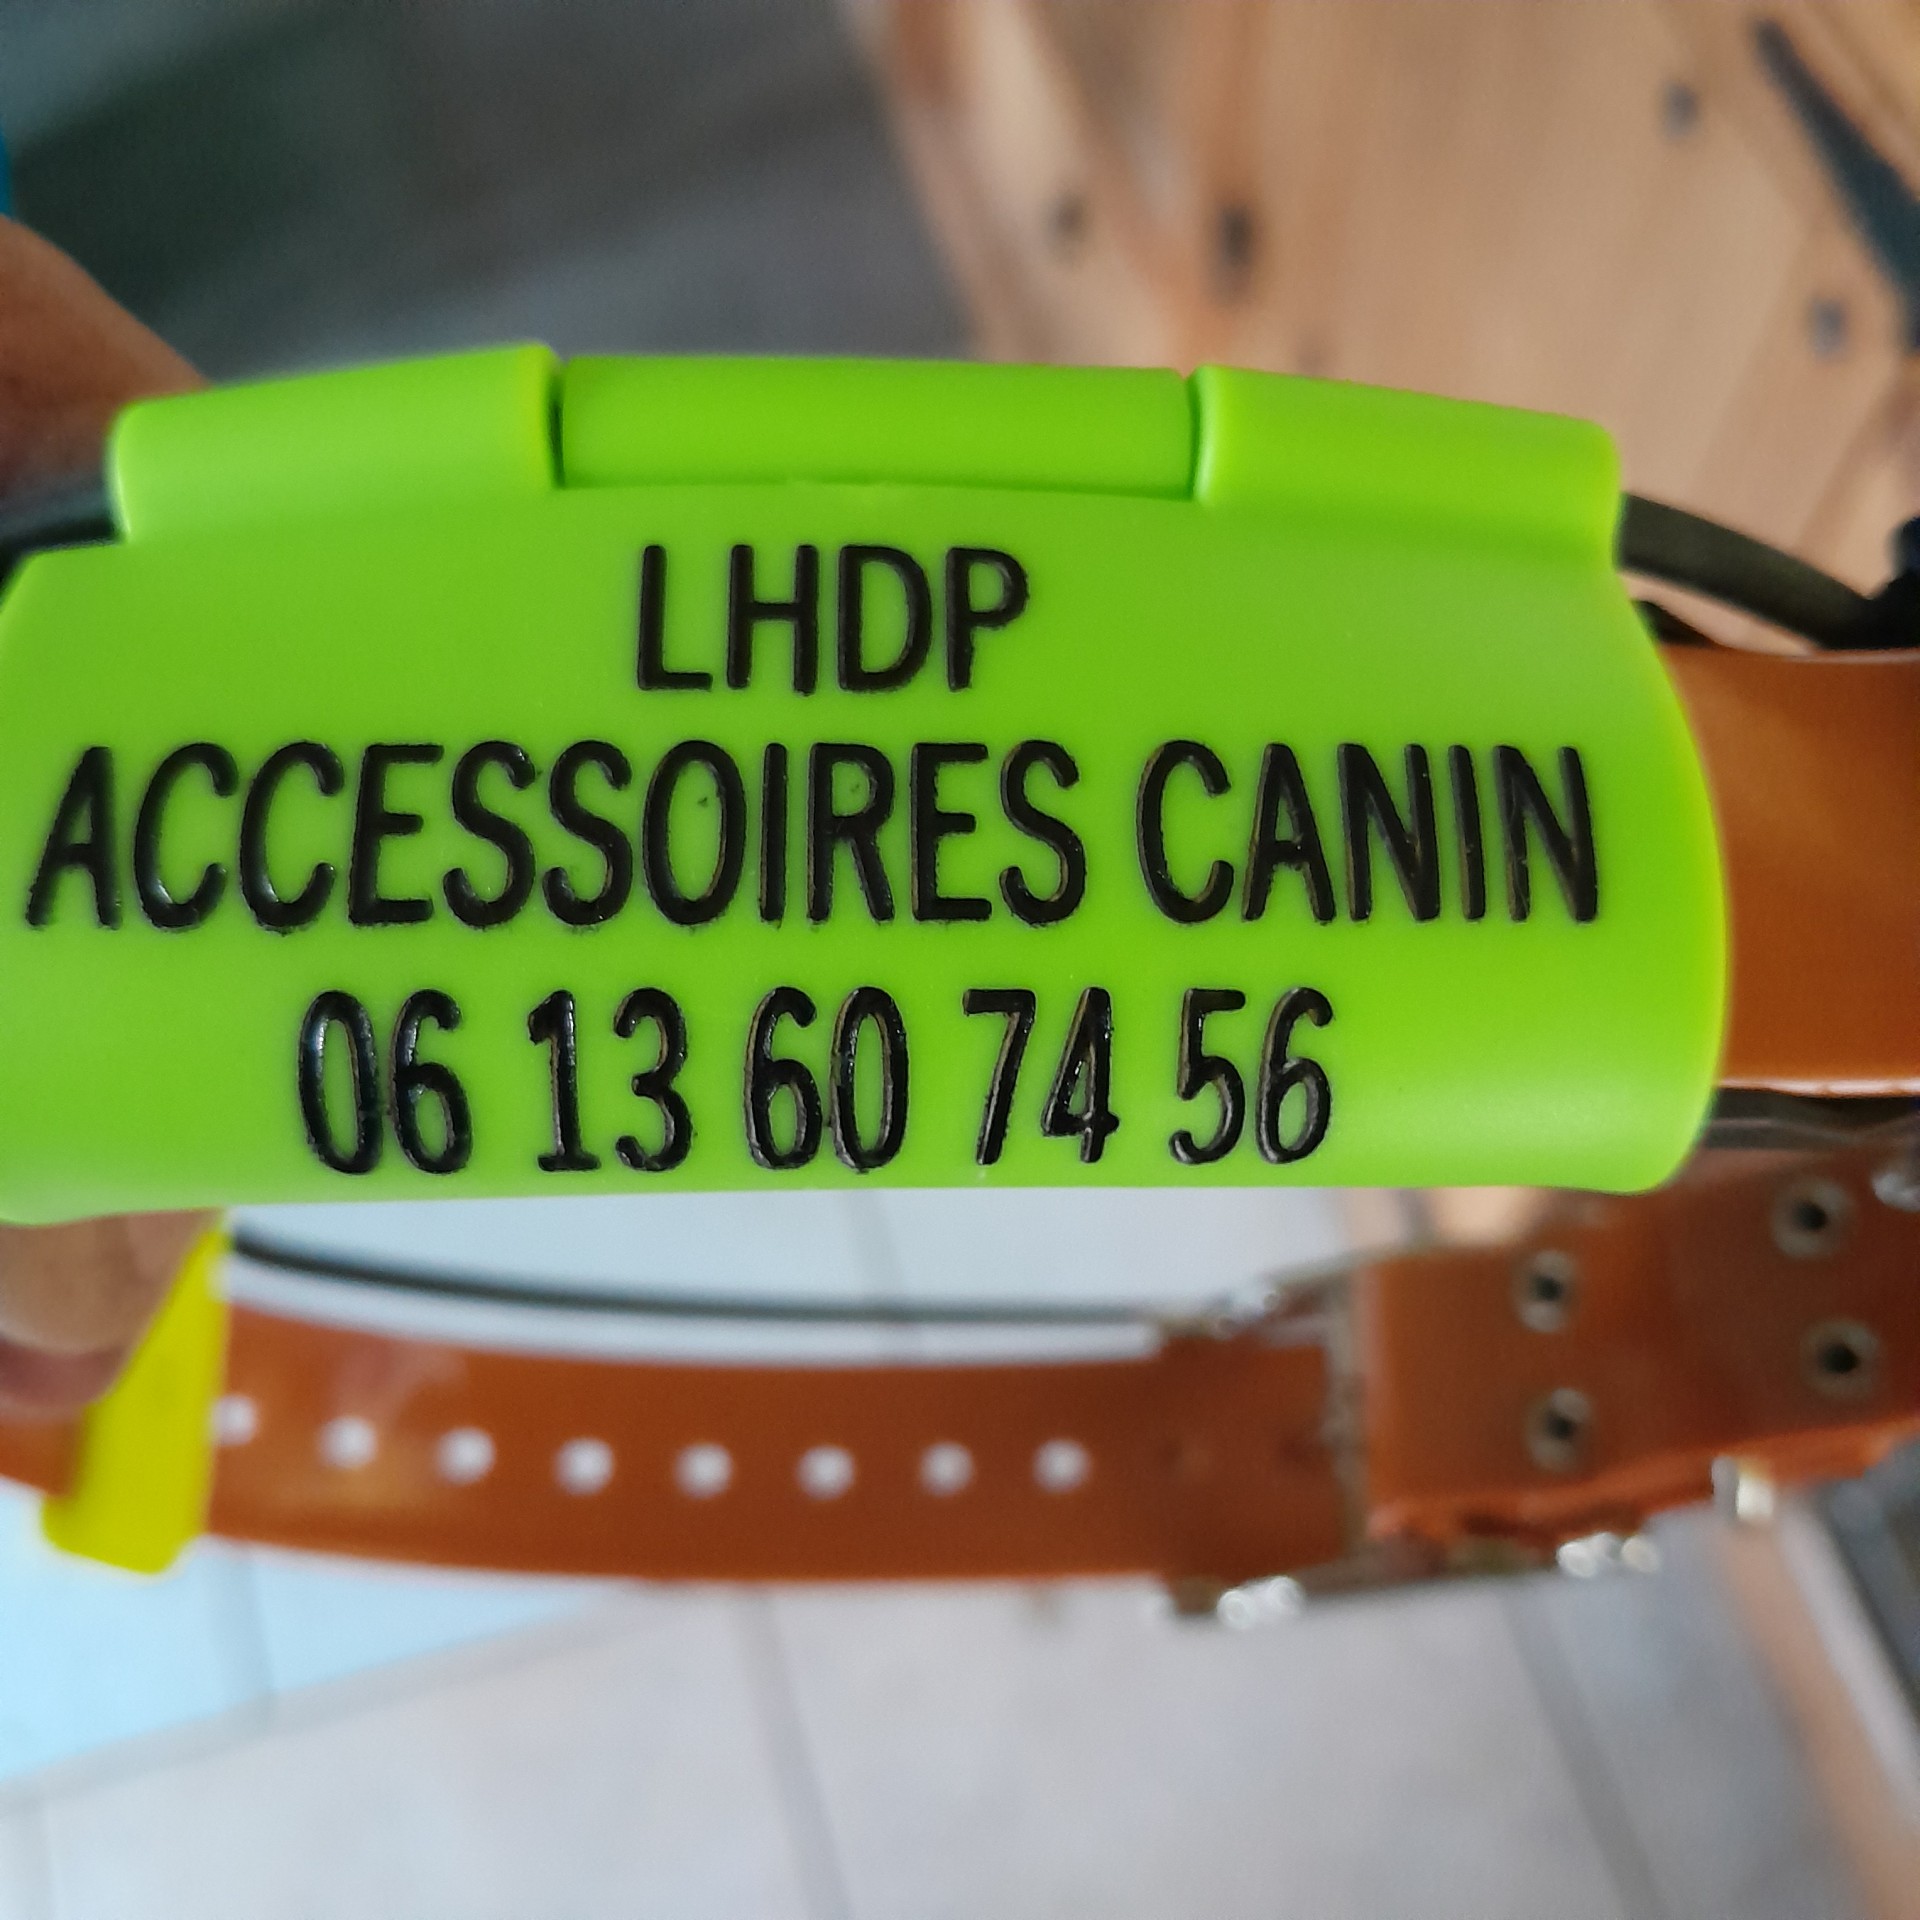 LHDP
ACCESSOIRES CANIN
06 13 60 74 56